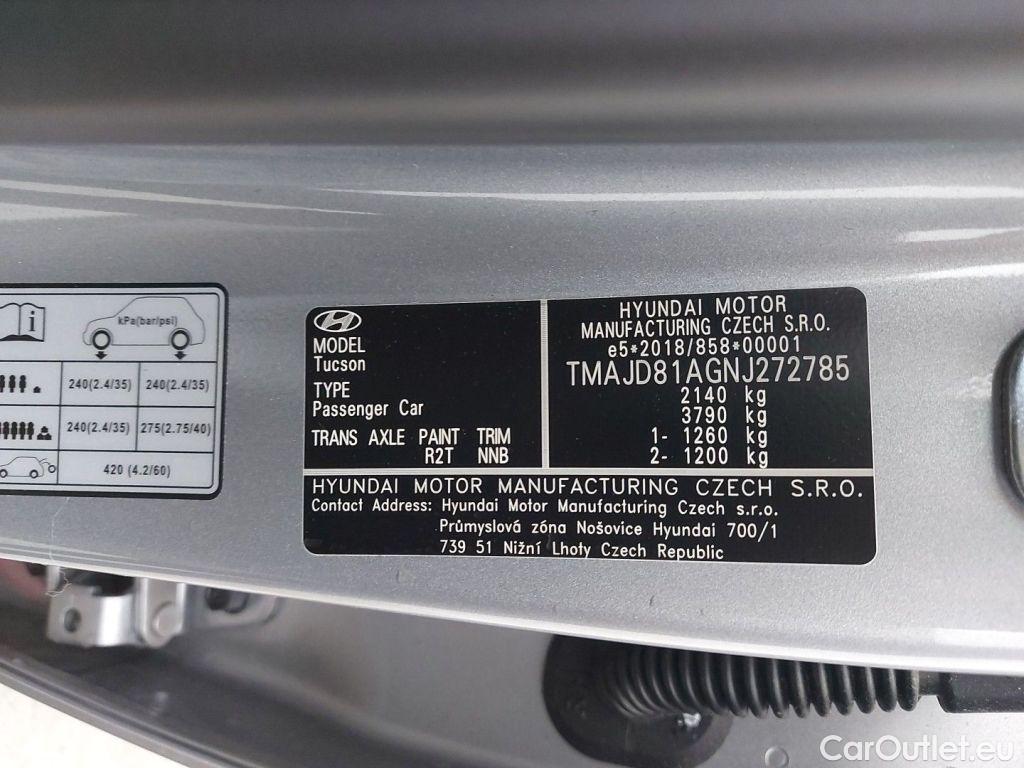 kPa(bar/psi)
240(2.4/35) 240(2.4/35)
240(2.4/35) 275(2.75/40)
420 (4.2/60)
MODEL
Tucson
TYPE
Passenger Car
TRANS AXLE PAINT TRIM
R2T NNB
HYUNDAI MOTOR
MANUFACTURING CZECH S.R.O.
e5*2018/858*00001
TMAJD81AGNJ272785
2140 kg
3790 kg
1- 1260 kg
2- 1200 kg
HYUNDAI MOTOR MANUFACTURING CZECH S.R.O.
Contact Address: Hyundai Motor Manufacturing Czech s.r.o.
Průmyslová zóna Nošovice Hyundai 700/1
739 51 Nižní Lhoty Czech Republic
CarOutlet.eu